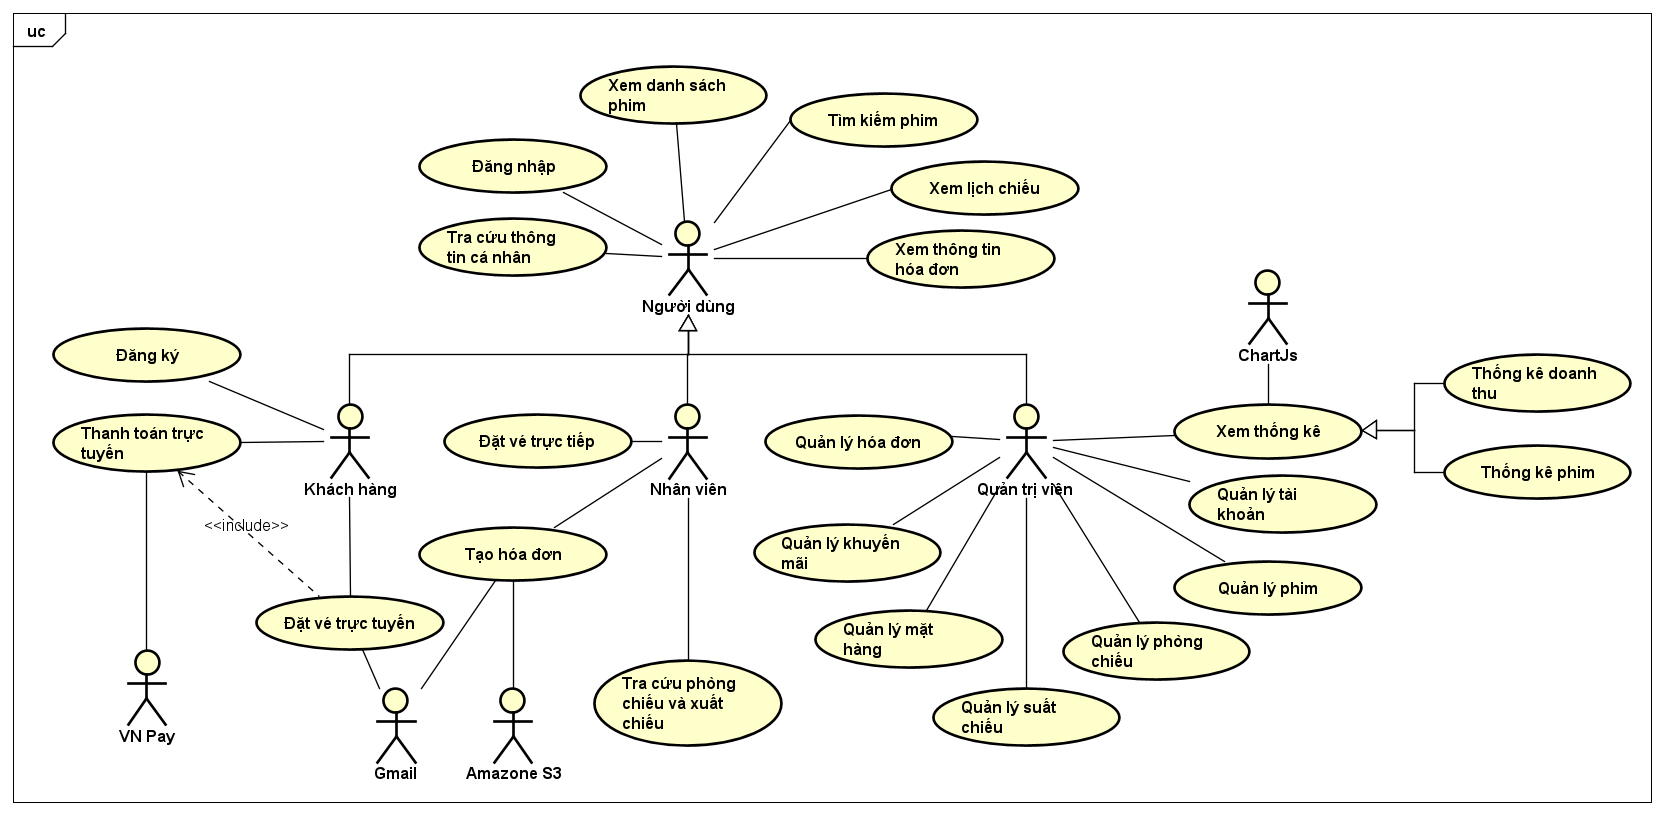 uc
Xem danh sách
phim
Tìm kiếm phim
Đăng nhập
Xem lịch chiếu
Tra cứu thông
tin cá nhân
Xem thông tin
hóa đơn
Người dùng
ChartJs
Đăng ký
Thống kê doanh
thu
Thanh toán trực
tuyến
Đặt vé trực tiếp
Quản lý hóa đơn
Xem thống kê
Thống kê phim
Khách hàng
Nhân viên
Quản trị viên
Quản lý tài
khoản
<<include>>
Tạo hóa đơn
Quản lý khuyến
mãi
Quản lý phim
Đặt vé trực tuyến
Quản lý mặt
hàng
Quản lý phòng
chiếu
Tra cứu phòng
chiếu và xuất
chiếu
Quản lý suất
chiếu
VN Pay
Gmail
Amazone S3